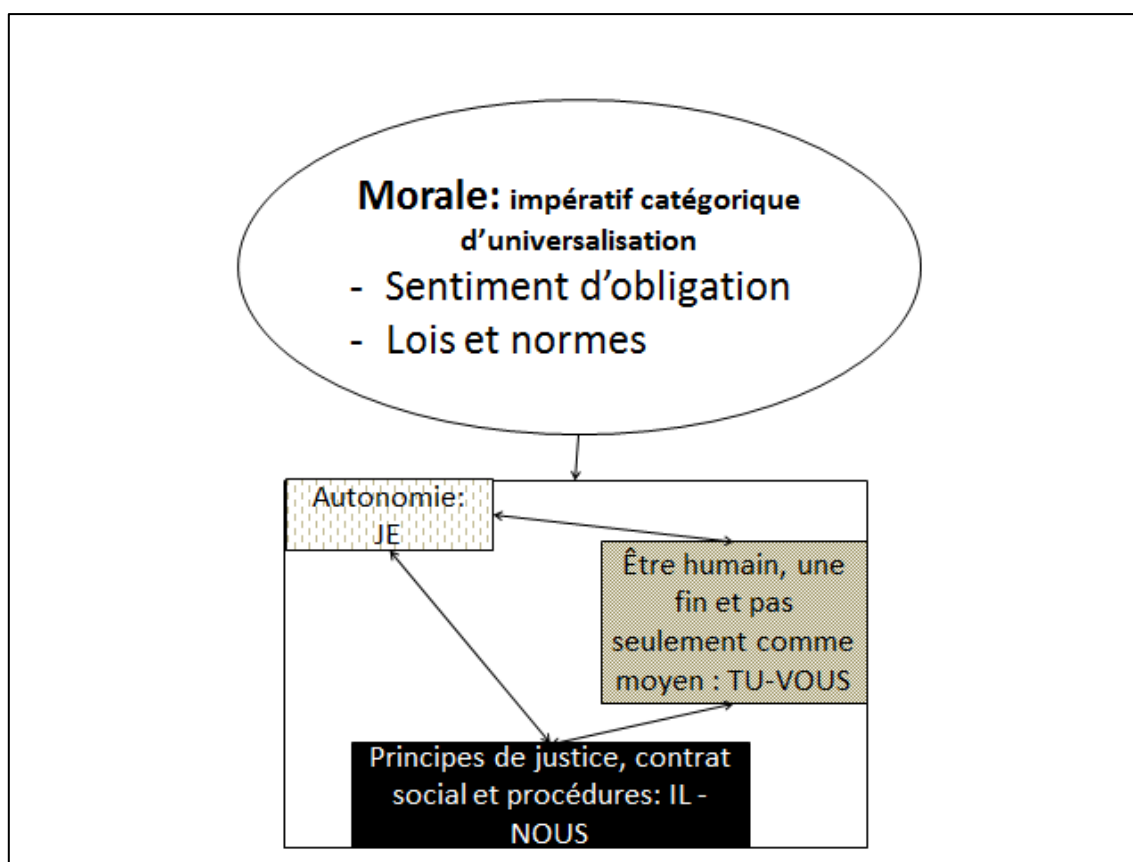 Morale: impératif catégorique
d’universalisation
- Sentiment d’obligation
- Lois et normes
Autonomie:
JE
Être humain, une
fin et pas
seulement comme
moyen : TU-VOUS
Principes de justice, contrat
social et procédures: IL -
NOUS